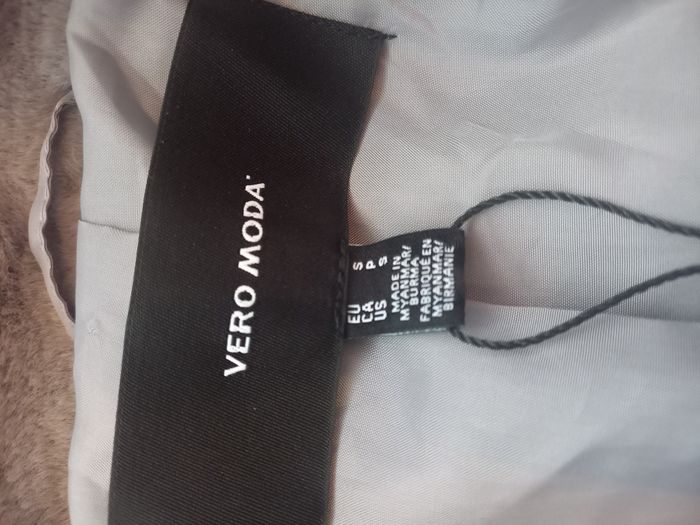 VERO MODA
EU S
CA P
US S
MADE IN
MYANMAR/
BURMA
FABRIQUÉ EN
MYANMAR/
BIRMANIE